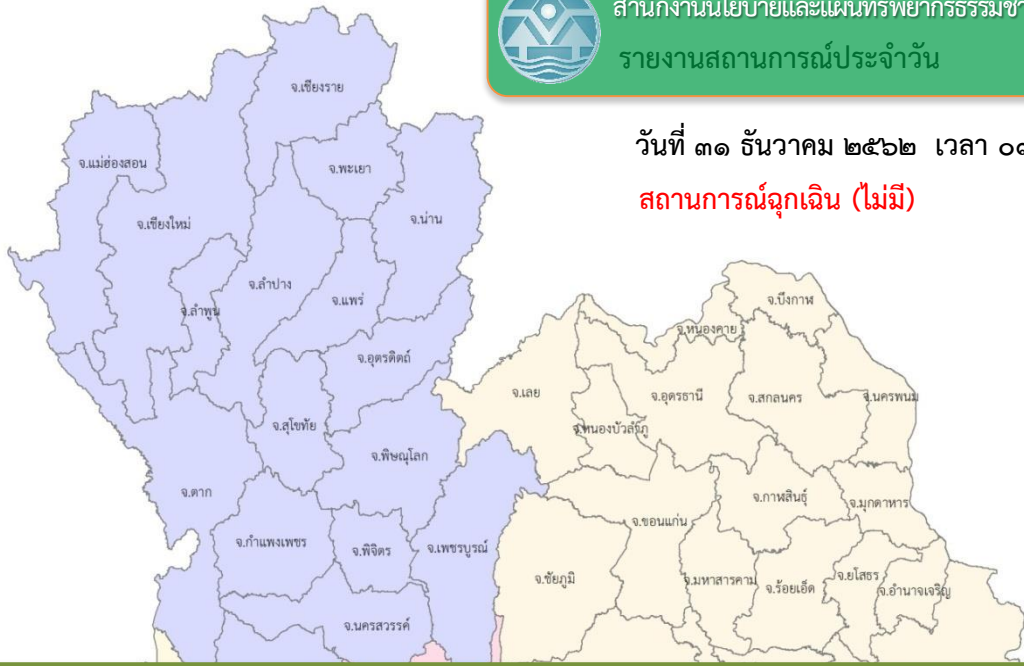 สำนักงานนโยบายและแผนทรัพยากรธรรมชา
รายงานสถานการณ์ประจำวัน
วันที่ ๓๑ ธันวาคม ๒๕๖๒ เวลา
สถานการณ์ฉุกเฉิน (ไม่มี)
จ.เชียงราย
จ.แม่ฮ่องสอน
จ.พะเยา
จ.เชียงใหม่
จ.น่าน
จ.ลำปาง
จ.แพร่
จ.ลำพูน
จ.บึงกาฬ
จ.หนองคาย
จ.อุตรดิตถ์
จ.เลย
จ.อุดรธานี
จ.สกลนคร
จ.นครพนม
จ.สุโขทัย
จ.หนองบัวลำภู
จ.พิษณุโลก
จ.ตาก
จ.กาฬสินธุ์
จ.มุกดาหาร
จ.ขอนแก่น
จ.กำแพงเพชร
จ.พิจิตร
จ.เพชรบูรณ์
จ.ชัยภูมิ
จ.มหาสารคาม
จ.ร้อยเอ็ด
จ.ยโสธร
จ.อำนาจเจริญ
จ.นครสวรรค์